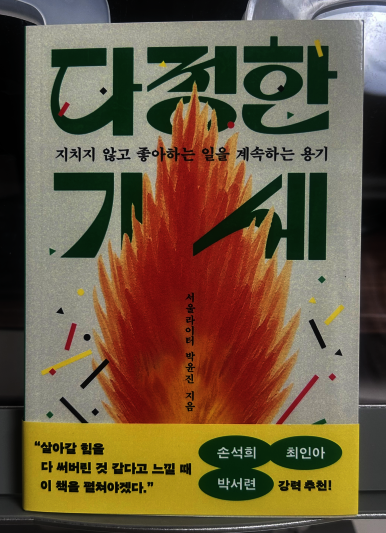 다정한
지치지 않고 좋아하는 일을 계속하는 용기
기세
서울라이터 박윤진 지음
“살아갈 힘을
다 써버린 것 같다고 느낄 때
이 책을 펼쳐야겠다.”
손석희 최인아
박서련 강력 추천!